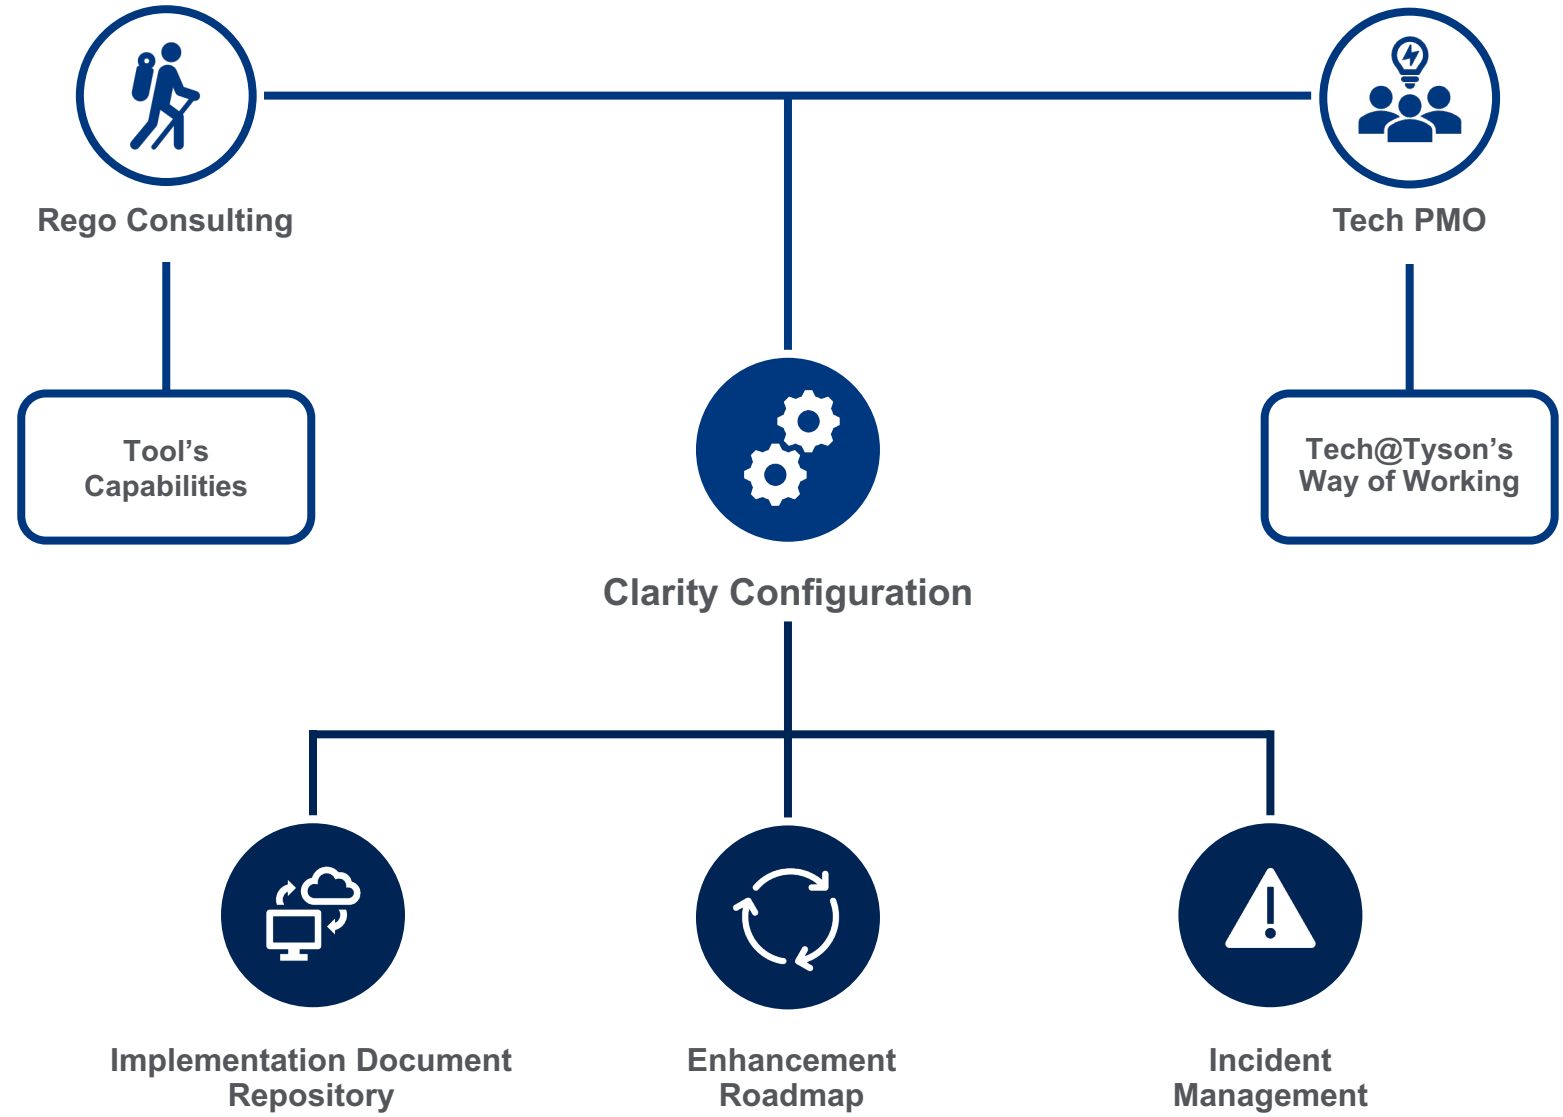 Rego Consulting
Tech PMO
Tool’s
Capabilities
Tech@Tyson’s
Way of Working
Clarity Configuration
Implementation Document
Repository
Enhancement
Roadmap
Incident
Management